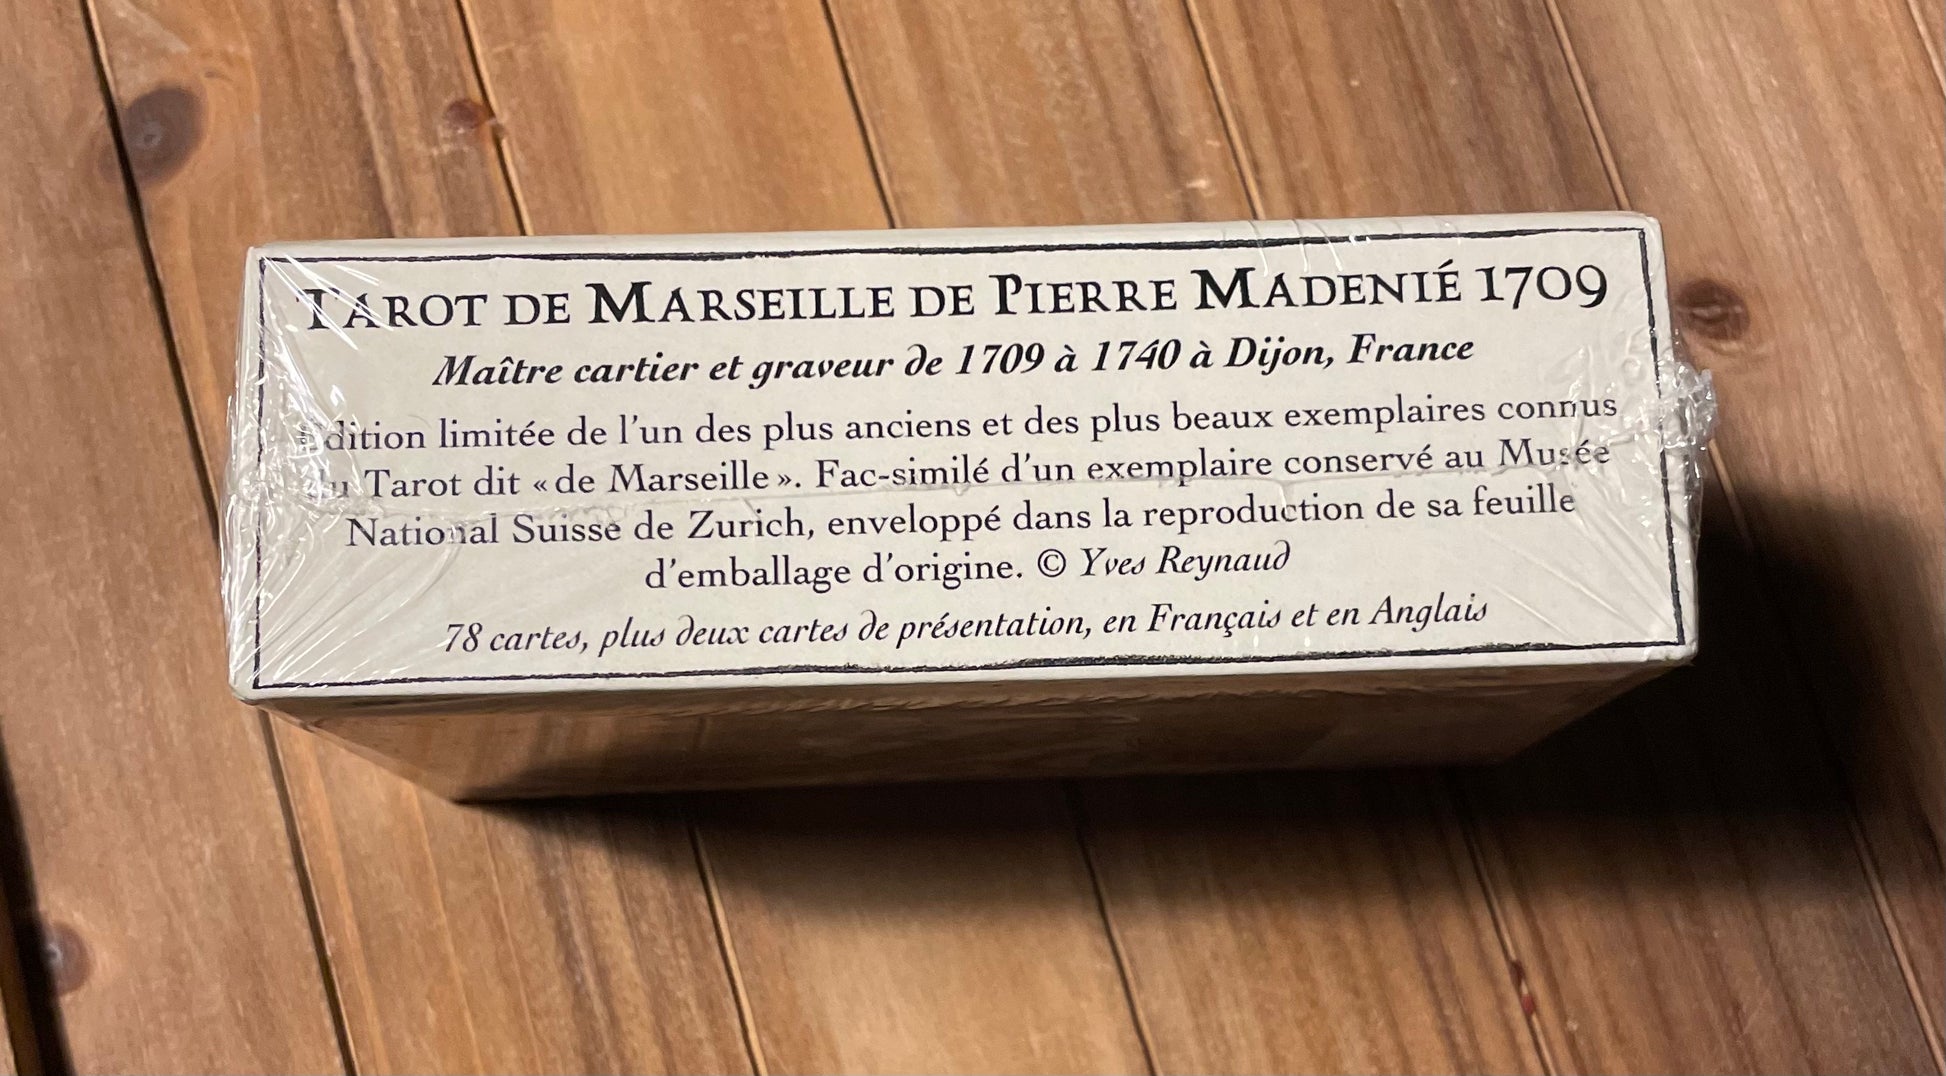 TAROT DE MARSEILLE DE PIERRE MADENIÉ 1709
Maître cartier et graveur de 1709 à 1740 à Dijon, France
Édition limitée de l'un des plus anciens et des plus beaux exemplaires connus
du Tarot dit «de Marseille». Fac-similé d'un exemplaire conservé au Musée
National Suisse de Zurich, enveloppé dans la reproduction de sa feuille
d'emballage d'origine. © Yves Reynaud
78 cartes, plus deux cartes de présentation, en Français et en Anglais